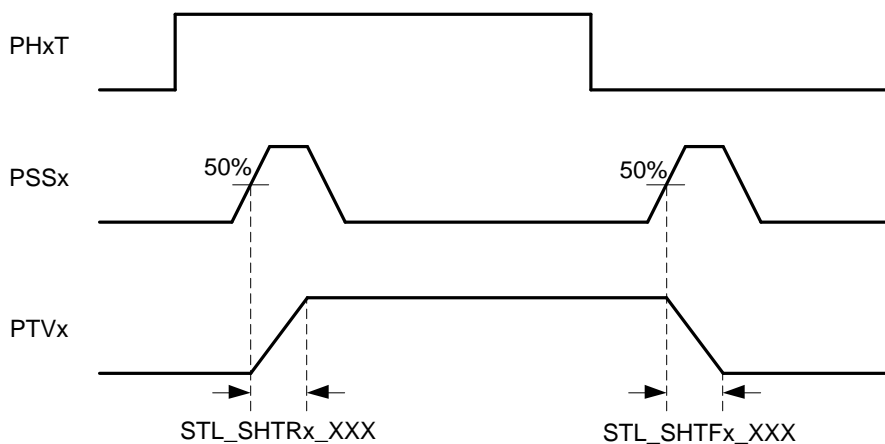 PHxT
50%
50%
PSSx
PTVx
STL_SHTRx_XXX
STL_SHTFx_XXX